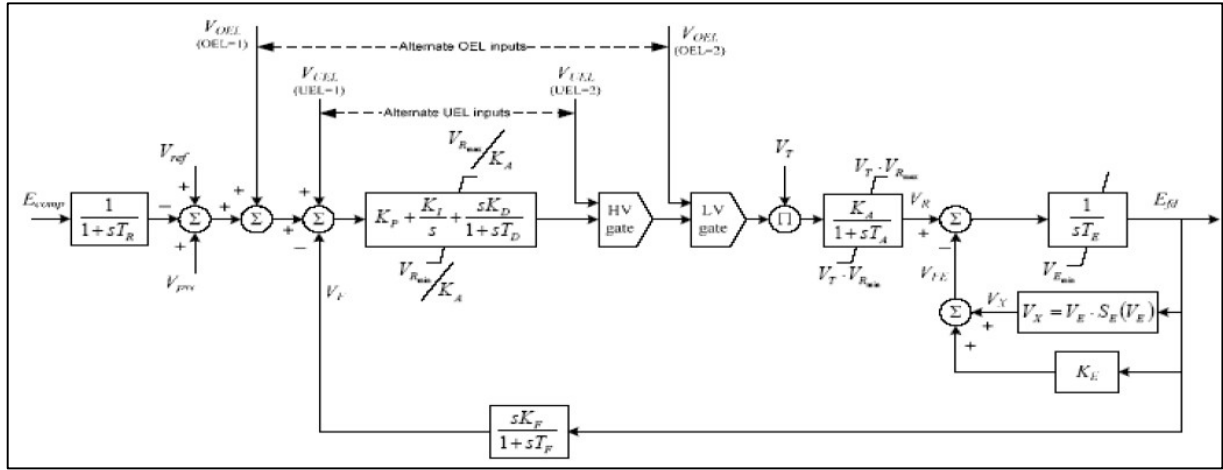 V_OEL
(OEL=1)
Alternate OEL inputs
V_OEL
(OEL=2)
V_UEL
(UEL=1)
Alternate UEL inputs
V_UEL
(UEL=2)
E_comp
1
1+sT_R
−
V_ref
+
Σ
+
V_pss
+
+
Σ
+
+
Σ
−
V_F
V_Rmin/K_A
K_P + K_I/s + sK_D/1+sT_D
V_Rmin/K_A
HV
gate
LV
gate
V_T
Π
V_T · V_Rmax
K_A
1+sT_A
V_T · V_Rmin
V_R
+
Σ
−
V_FE
1
sT_E
V_Emin
E_fd
Σ
V_X
+
V_X = V_E · S_E(V_E)
+
K_E
sK_F
1+sT_F